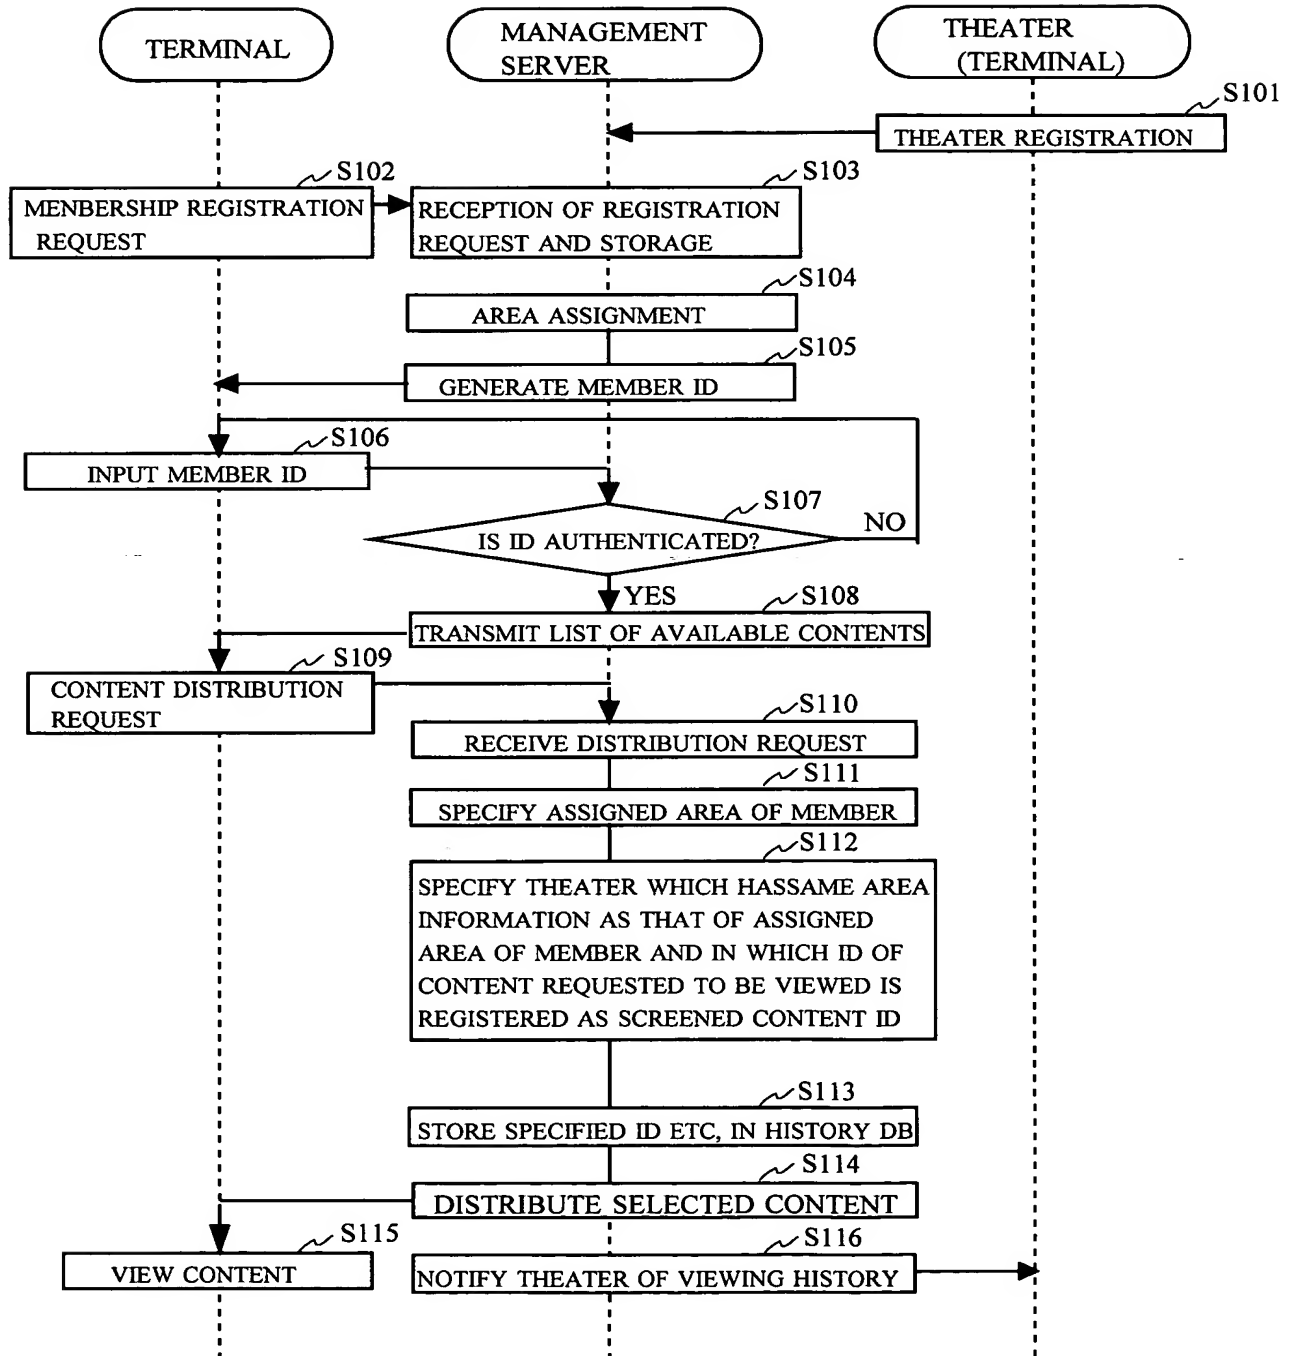 TERMINAL
MANAGEMENT
SERVER
THEATER
(TERMINAL)
S101
THEATER REGISTRATION
S102
MENBERSHIP REGISTRATION
REQUEST
S103
RECEPTION OF REGISTRATION
REQUEST AND STORAGE
S104
AREA ASSIGNMENT
S105
GENERATE MEMBER ID
S106
INPUT MEMBER ID
S107
IS ID AUTHENTICATED?
NO
YES
S108
TRANSMIT LIST OF AVAILABLE CONTENTS
S109
CONTENT DISTRIBUTION
REQUEST
S110
RECEIVE DISTRIBUTION REQUEST
S111
SPECIFY ASSIGNED AREA OF MEMBER
S112
SPECIFY THEATER WHICH HASSAME AREA
INFORMATION AS THAT OF ASSIGNED
AREA OF MEMBER AND IN WHICH ID OF
CONTENT REQUESTED TO BE VIEWED IS
REGISTERED AS SCREENED CONTENT ID
S113
STORE SPECIFIED ID ETC, IN HISTORY DB
S114
DISTRIBUTE SELECTED CONTENT
S115
VIEW CONTENT
S116
NOTIFY THEATER OF VIEWING HISTORY